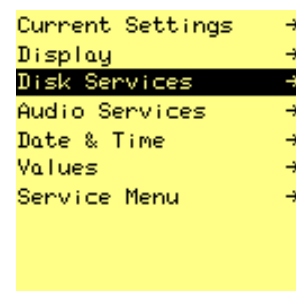 Current Settings →
Display →
Disk Services →
Audio Services →
Date & Time →
Values →
Service Menu →